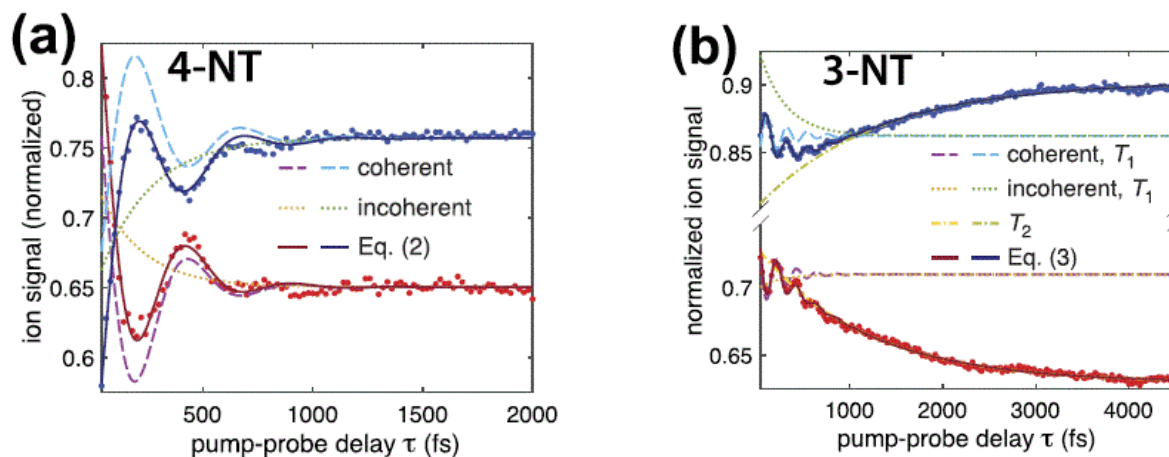 (a)
4-NT
ion signal (normalized)
0.8
0.75
0.7
0.65
0.6
coherent
incoherent
Eq. (2)
500
1000
1500
2000
pump-probe delay τ (fs)
(b)
3-NT
normalized ion signal
0.9
0.85
0.7
0.65
coherent, T₁
incoherent, T₁
T₂
Eq. (3)
1000
2000
3000
4000
pump-probe delay τ (fs)